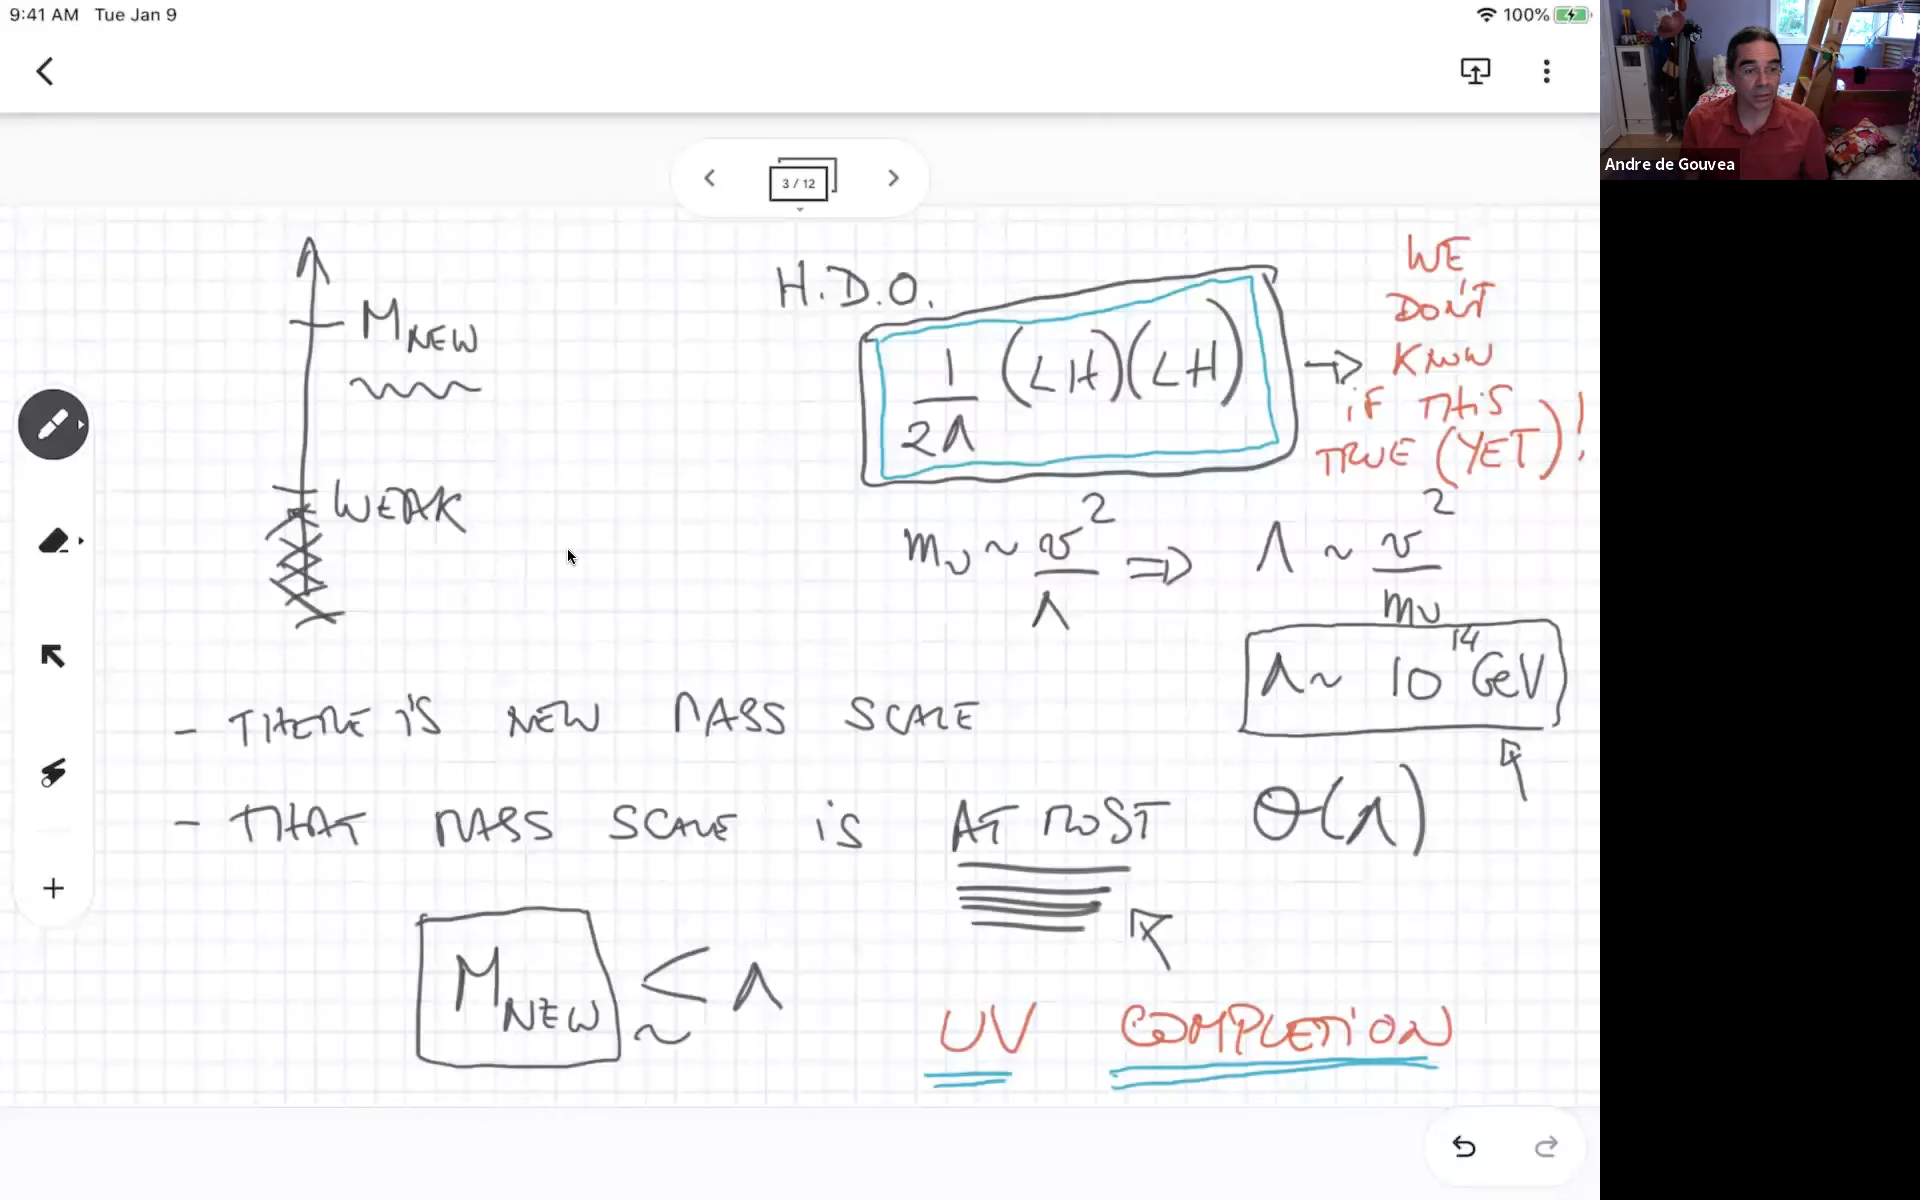 9:41 AM Tue Jan 9
100%
Andre de Gouvea
3 / 12
M_NEW
WEAK
H.D.O.
1/2Λ (LH)(LH) →
WE
DON'T
KNOW
IF THIS
TRUE (YET)!
m_ν ~ v²/Λ ⇒ Λ ~ v²/m_ν
Λ ~ 10¹⁴ GeV
- THERE IS NEW MASS SCALE
- THAT MASS SCALE IS AT MOST O(Λ)
M_NEW ≲ Λ
UV COMPLETION